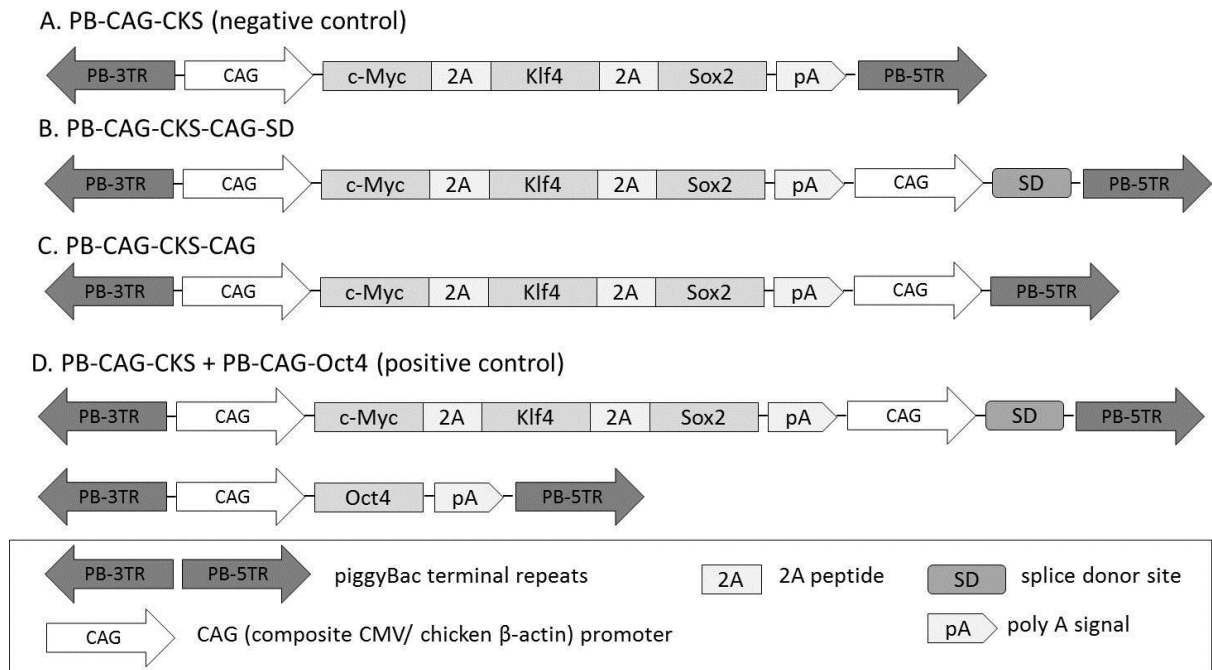 A. PB-CAG-CKS (negative control)
PB-3TR CAG c-Myc 2A Klf4 2A Sox2 pA PB-5TR
B. PB-CAG-CKS-CAG-SD
PB-3TR CAG c-Myc 2A Klf4 2A Sox2 pA CAG SD PB-5TR
C. PB-CAG-CKS-CAG
PB-3TR CAG c-Myc 2A Klf4 2A Sox2 pA CAG PB-5TR
D. PB-CAG-CKS + PB-CAG-Oct4 (positive control)
PB-3TR CAG c-Myc 2A Klf4 2A Sox2 pA CAG SD PB-5TR
PB-3TR CAG Oct4 pA PB-5TR
PB-3TR PB-5TR piggyBac terminal repeats 2A 2A peptide SD splice donor site
CAG CAG (composite CMV/ chicken β-actin) promoter pA poly A signal